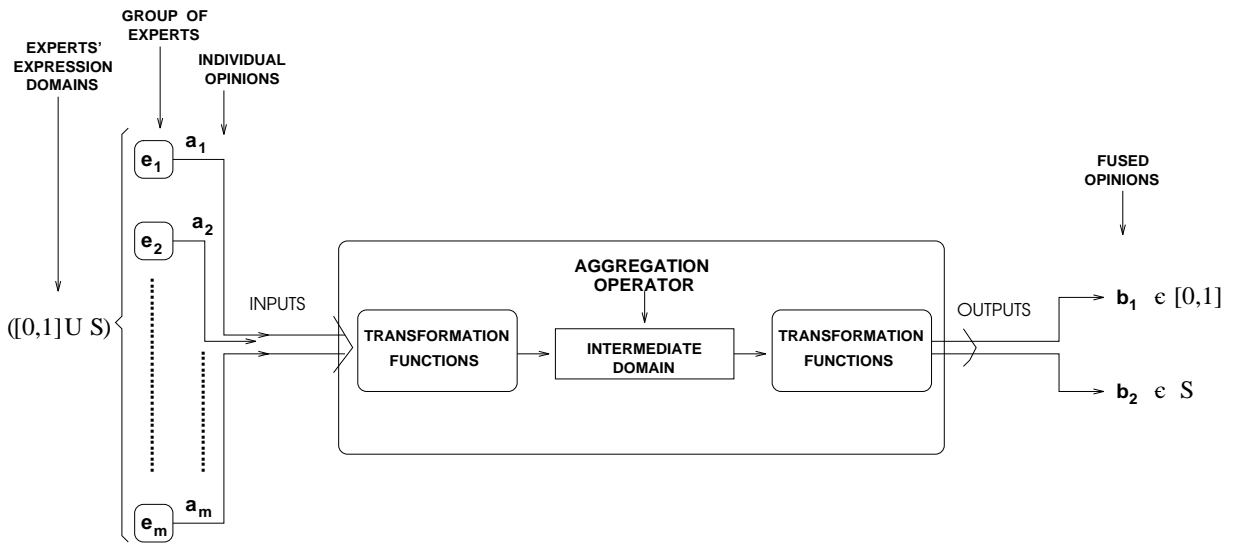 GROUP OF
EXPERTS
EXPERTS'
EXPRESSION
DOMAINS
INDIVIDUAL
OPINIONS
a1
e1
a2
e2
([0,1]U S)
am
em
INPUTS
TRANSFORMATION
FUNCTIONS
AGGREGATION
OPERATOR
INTERMEDIATE
DOMAIN
TRANSFORMATION
FUNCTIONS
OUTPUTS
FUSED
OPINIONS
b1 ϵ [0,1]
b2 ϵ S